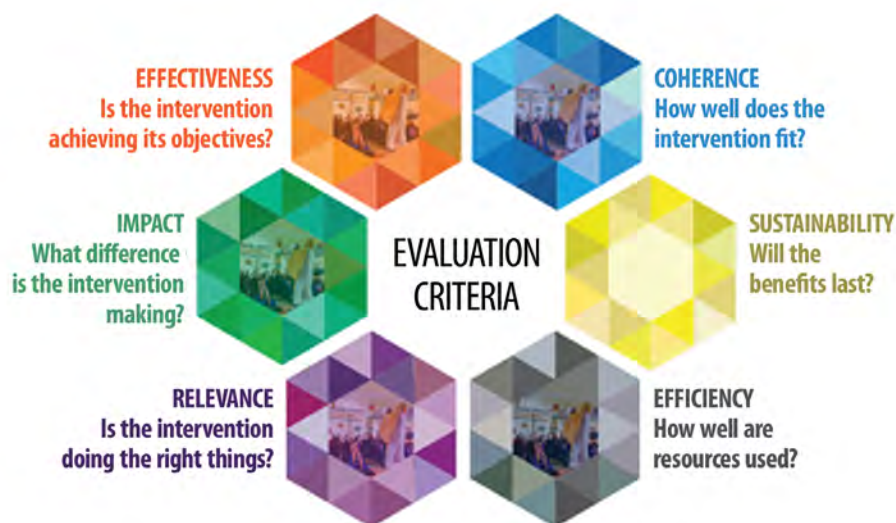 EFFECTIVENESS
Is the intervention
achieving its objectives?
COHERENCE
How well does the
intervention fit?
IMPACT
What difference
is the intervention
making?
EVALUATION
CRITERIA
SUSTAINABILITY
Will the
benefits last?
RELEVANCE
Is the intervention
doing the right things?
EFFICIENCY
How well are
resources used?